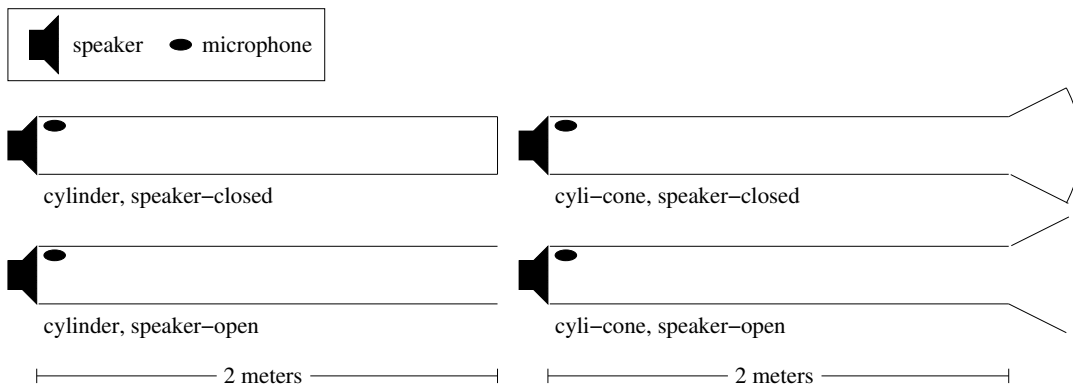 speaker microphone
cylinder, speaker−closed
cyli−cone, speaker−closed
cylinder, speaker−open
cyli−cone, speaker−open
2 meters
2 meters